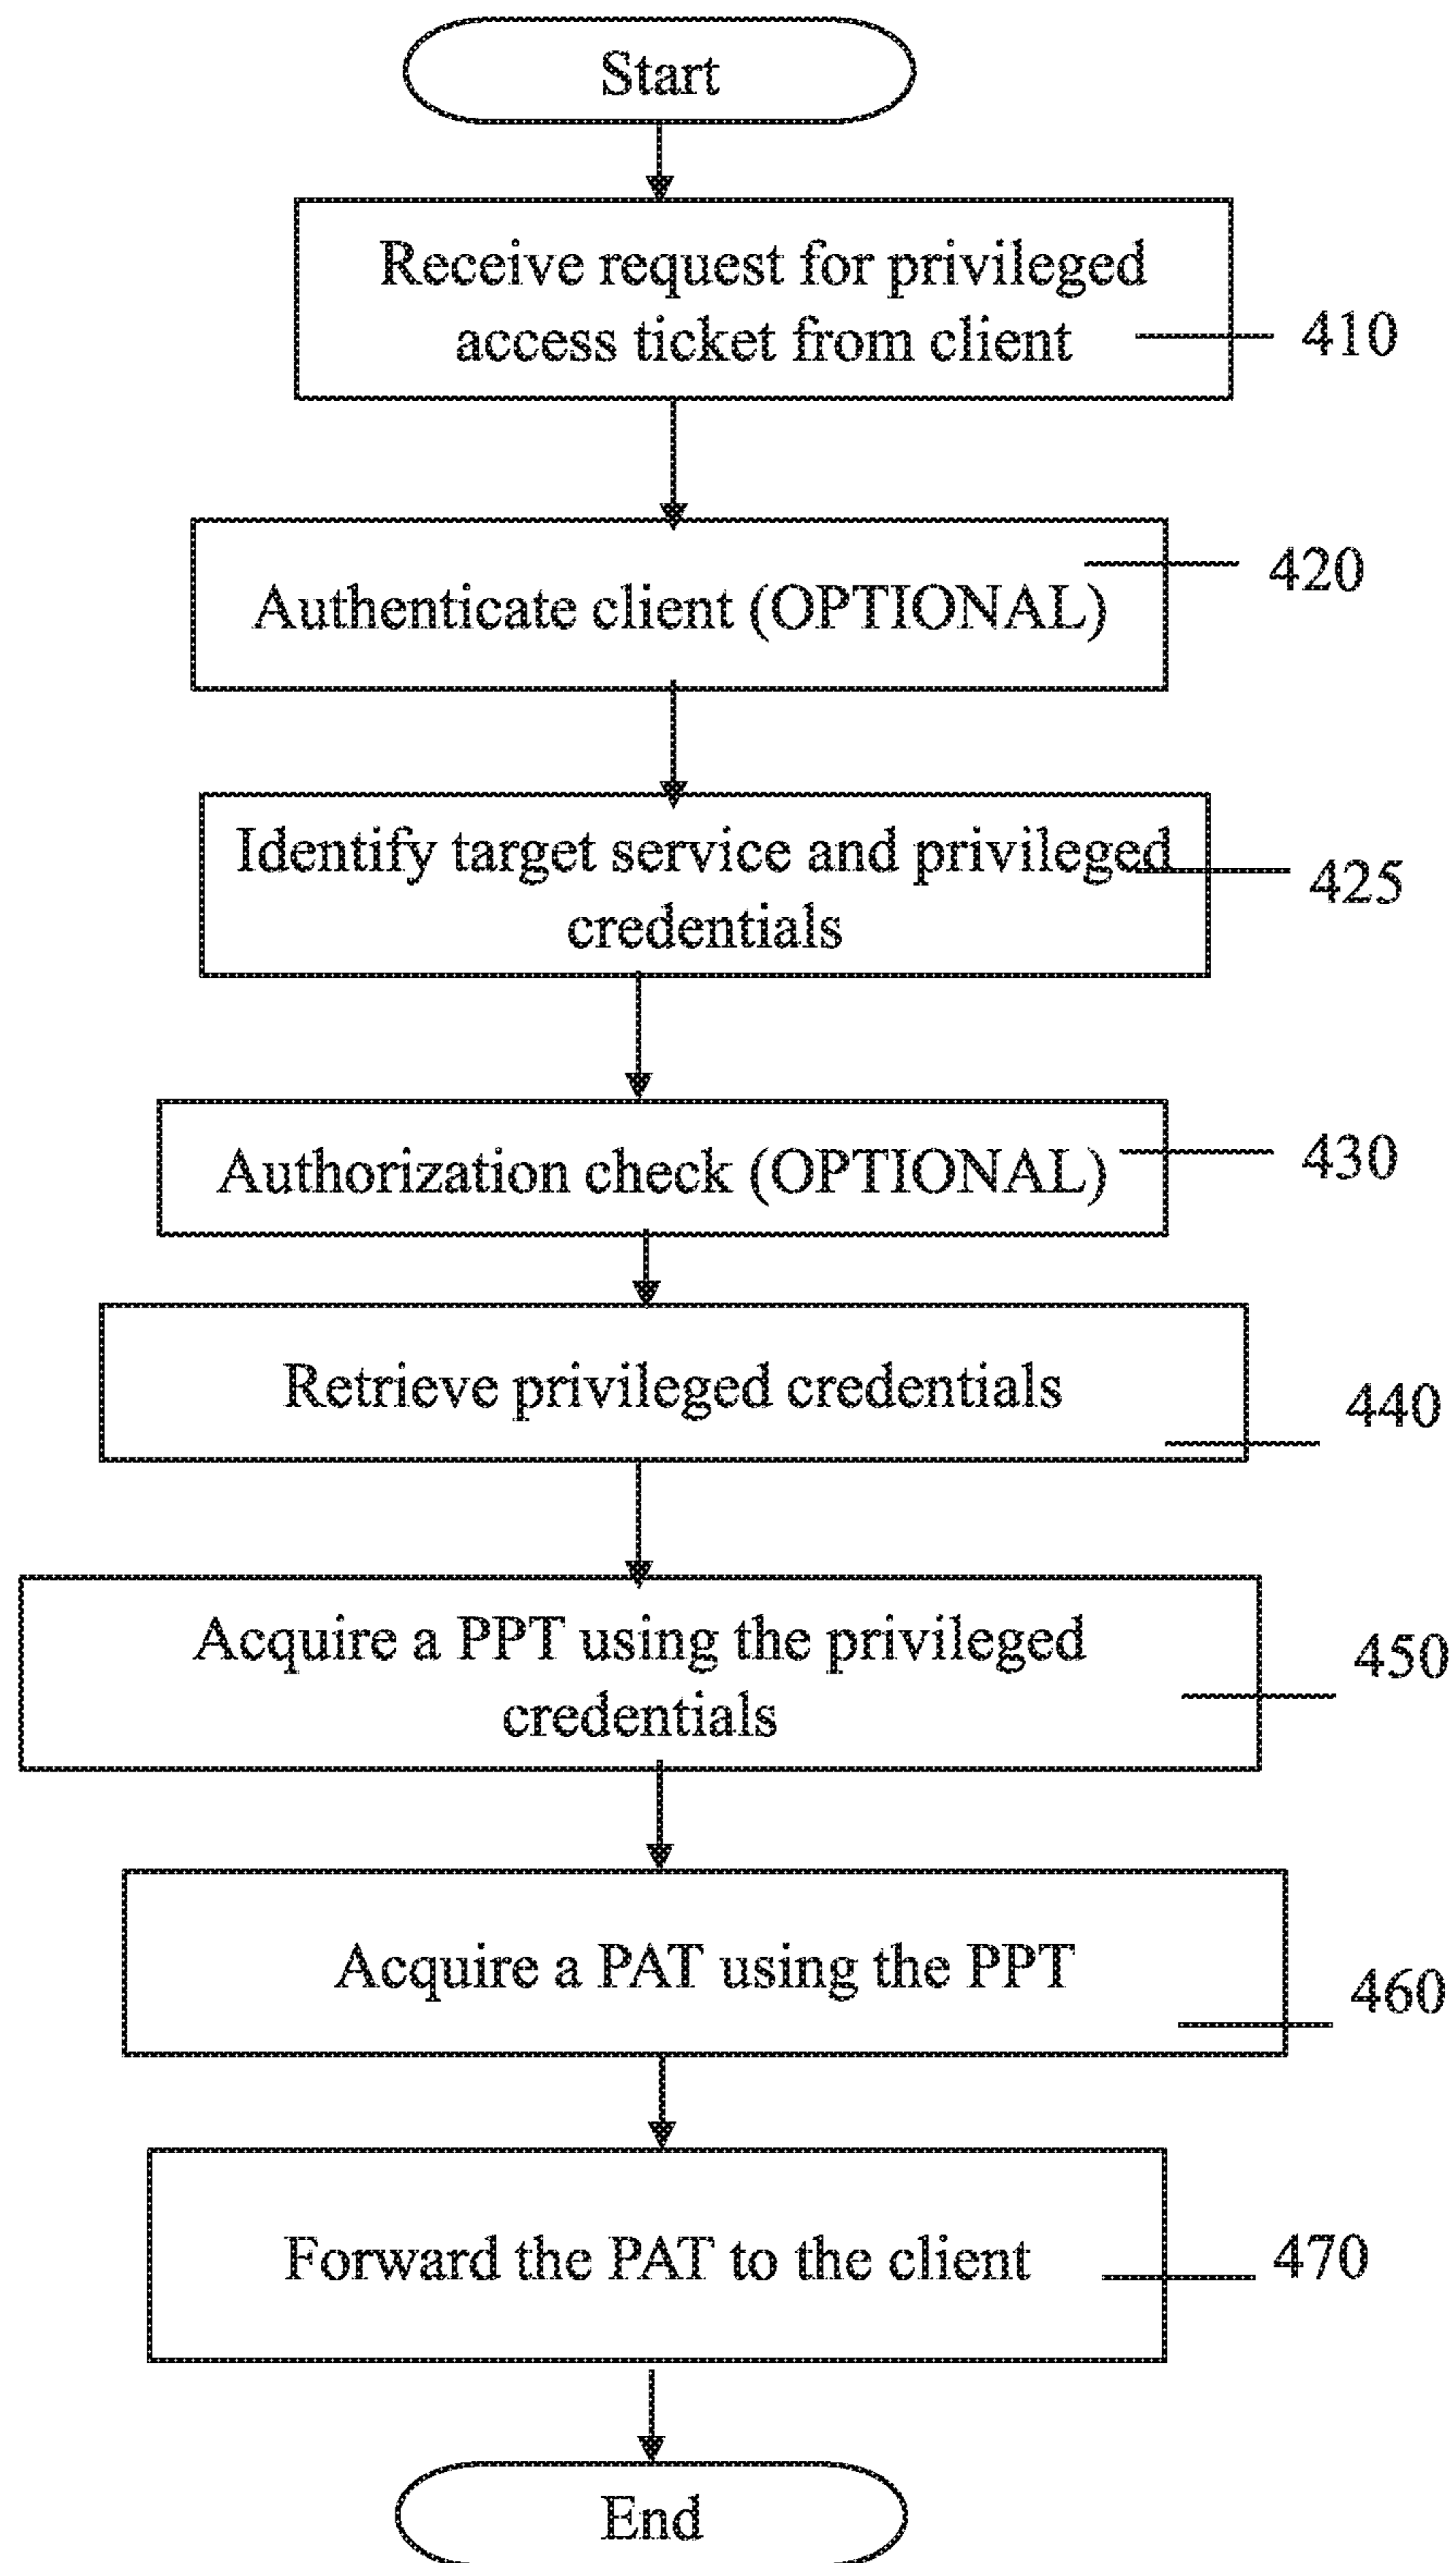 Start
Receive request for privileged
access ticket from client
410
Authenticate client (OPTIONAL)
420
Identify target service and privileged
credentials
425
Authorization check (OPTIONAL)
430
Retrieve privileged credentials
440
Acquire a PPT using the privileged
credentials
450
Acquire a PAT using the PPT
460
Forward the PAT to the client
470
End